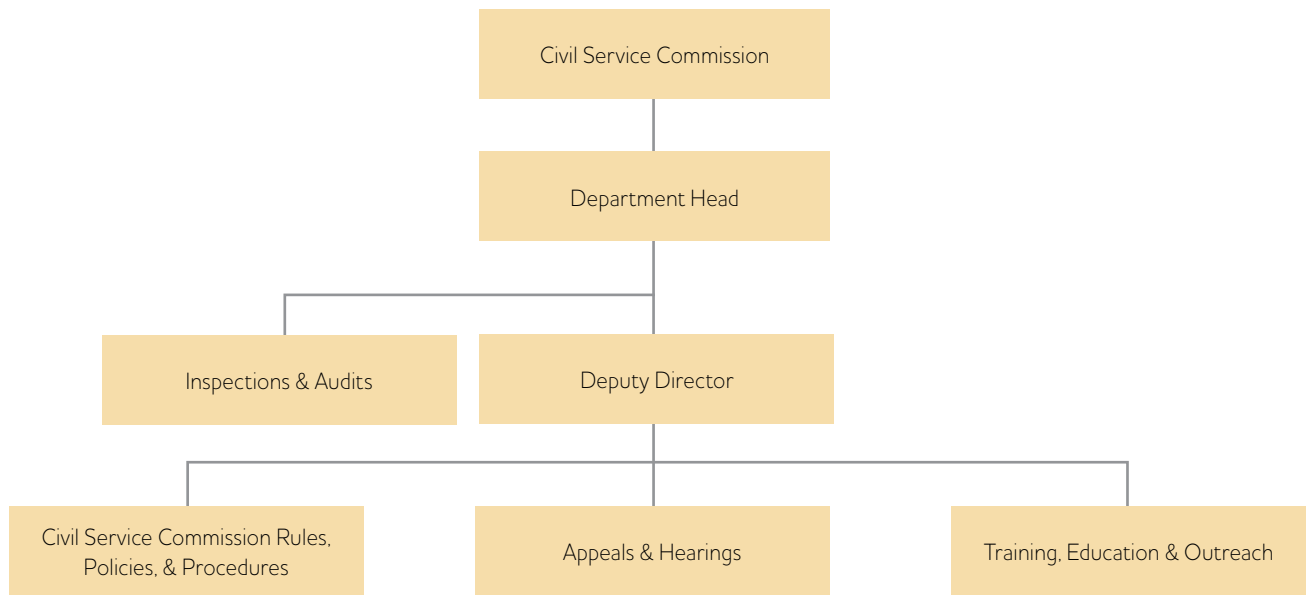 Civil Service Commission
Department Head
Inspections & Audits
Deputy Director
Civil Service Commission Rules,
Policies, & Procedures
Appeals & Hearings
Training, Education & Outreach